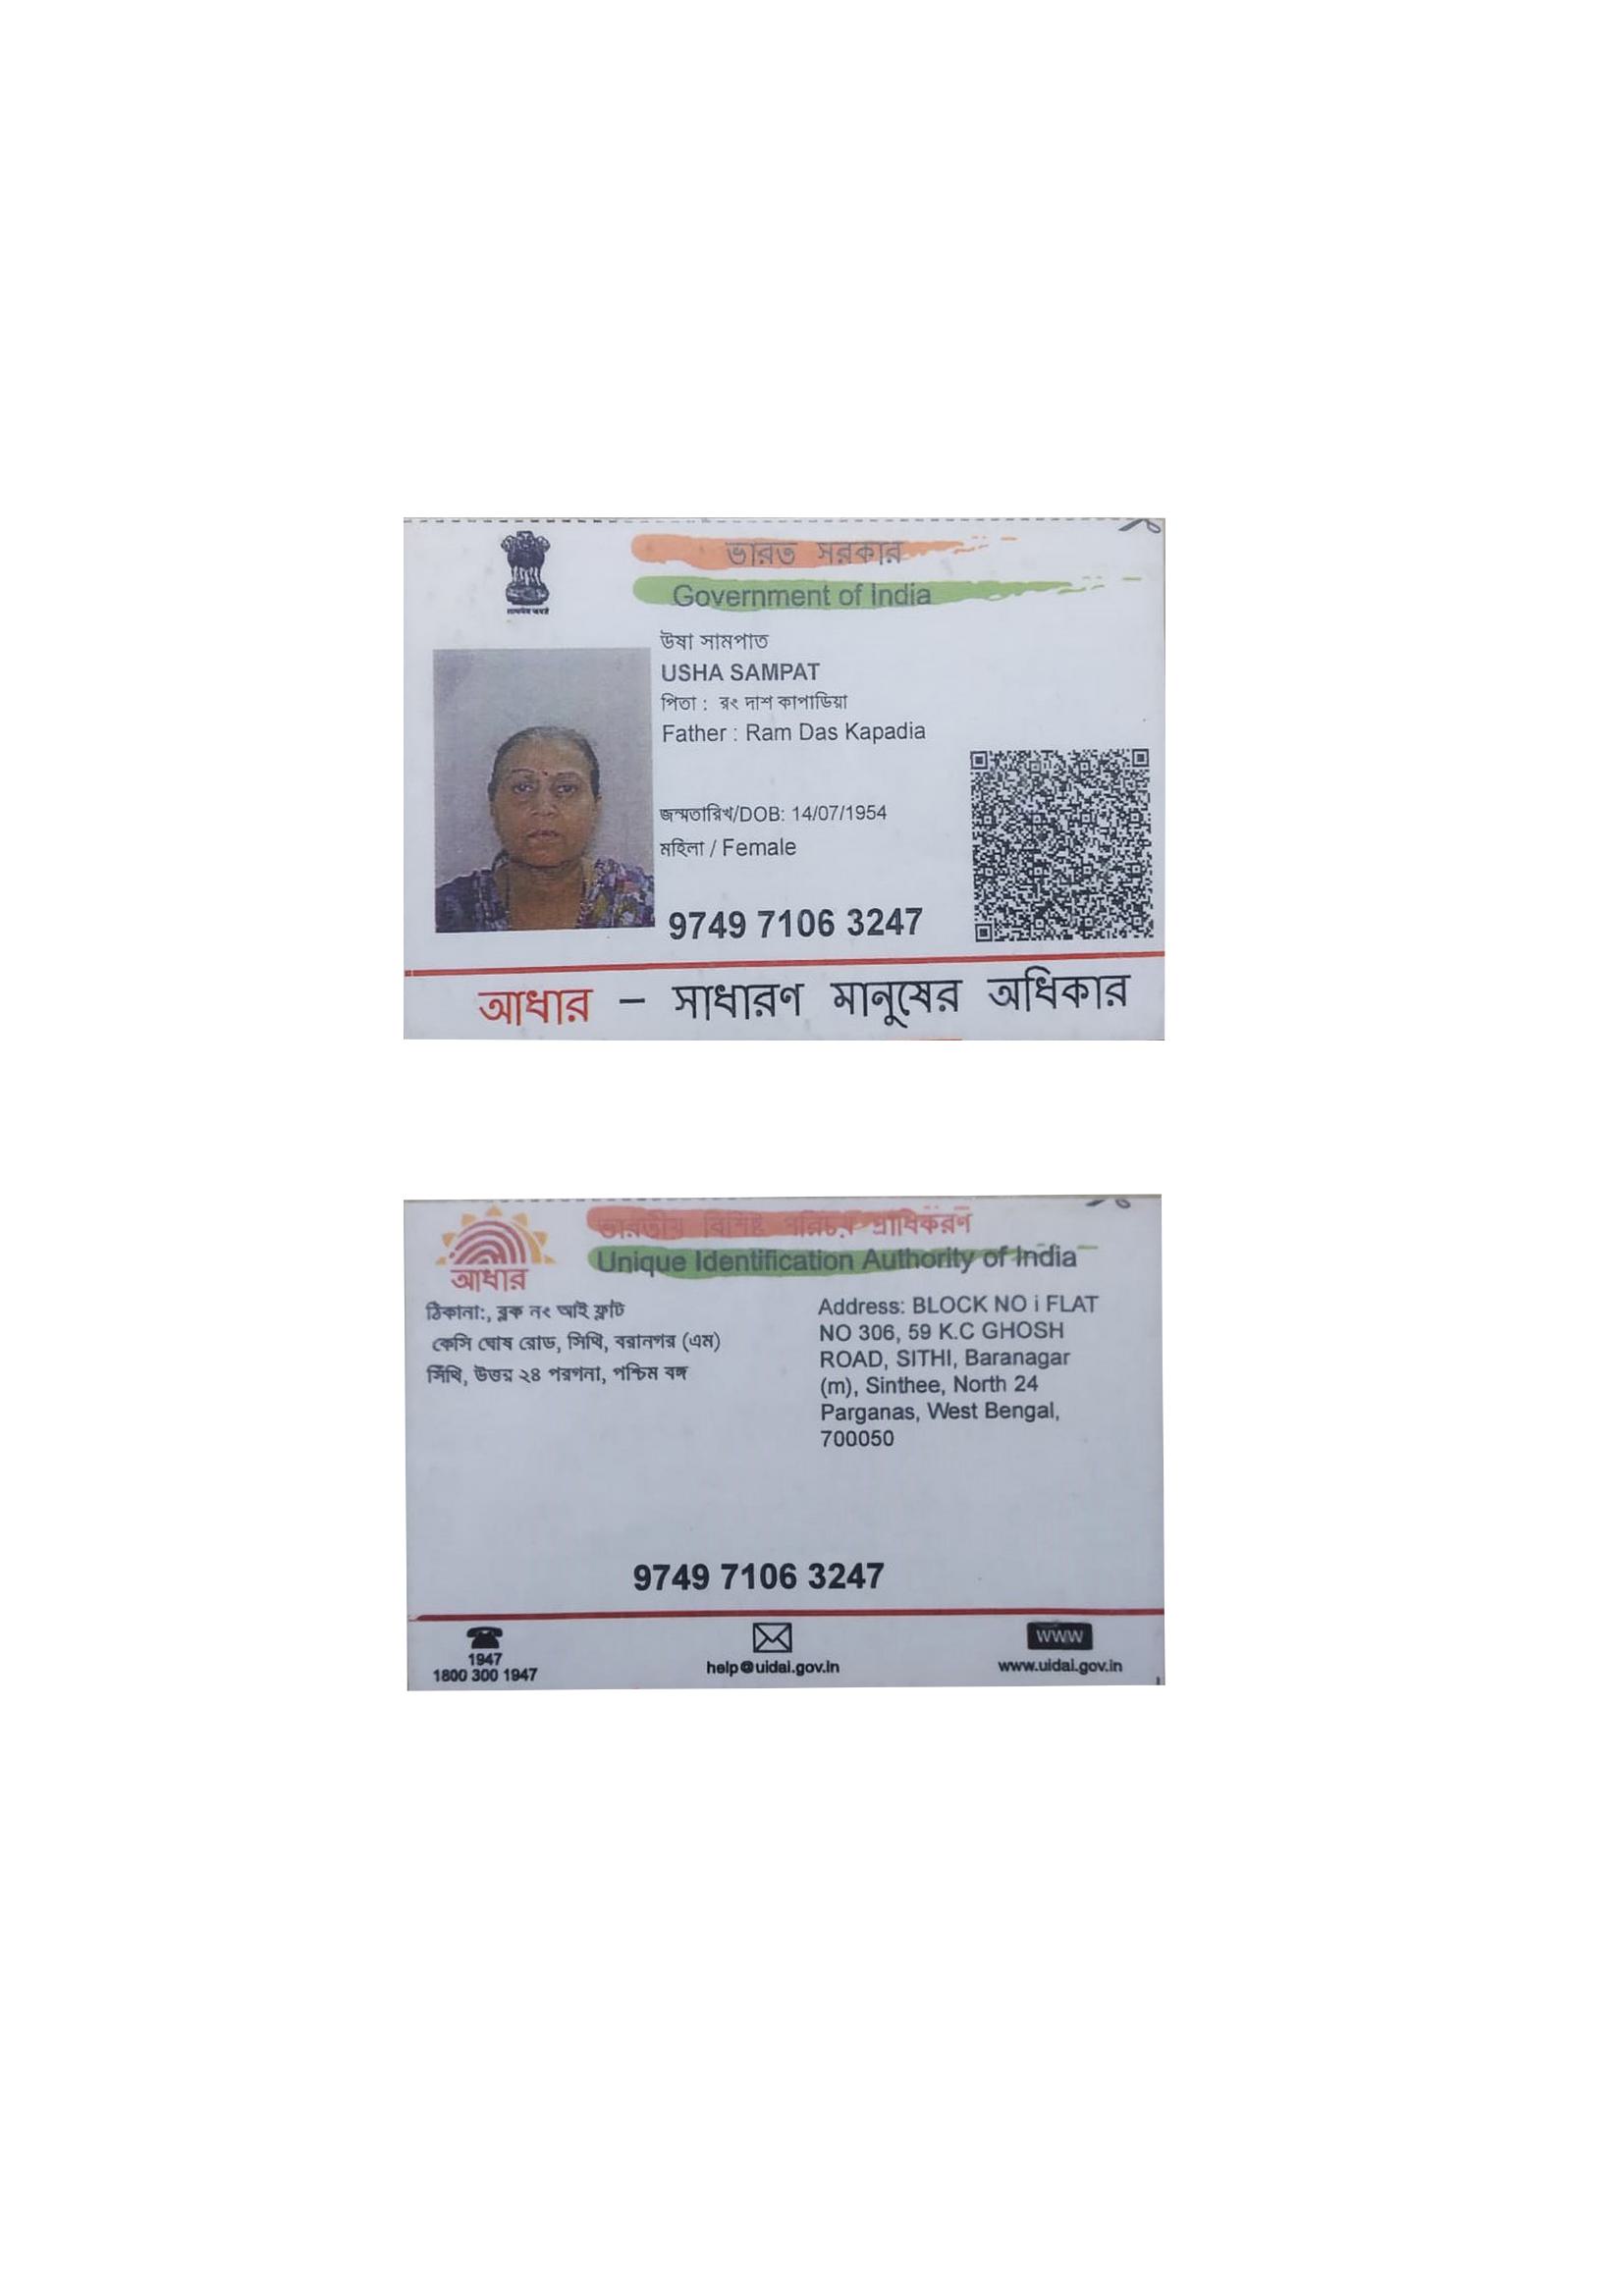 ভারত সরকার
Government of India
উষা সামপাত
USHA SAMPAT
পিতা : রং দাশ কাপাডিয়া
Father : Ram Das Kapadia
জন্মতারিখ/DOB: 14/07/1954
মহিলা / Female
9749 7106 3247
আধার – সাধারণ মানুষের অধিকার
ভারতীয় বিশিষ্ট পরিচয় প্রাধিকরণ
Unique Identification Authority of India
আধার
ঠিকানা:, ব্লক নং আই ফ্লাট
কেসি ঘোষ রোড, সিথি, বরানগর (এম)
সিঁথি, উত্তর ২৪ পরগনা, পশ্চিম বঙ্গ
Address: BLOCK NO i FLAT
NO 306, 59 K.C GHOSH
ROAD, SITHI, Baranagar
(m), Sinthee, North 24
Parganas, West Bengal,
700050
9749 7106 3247
1947
1800 300 1947
help@uidai.gov.in
WWW
www.uidai.gov.in